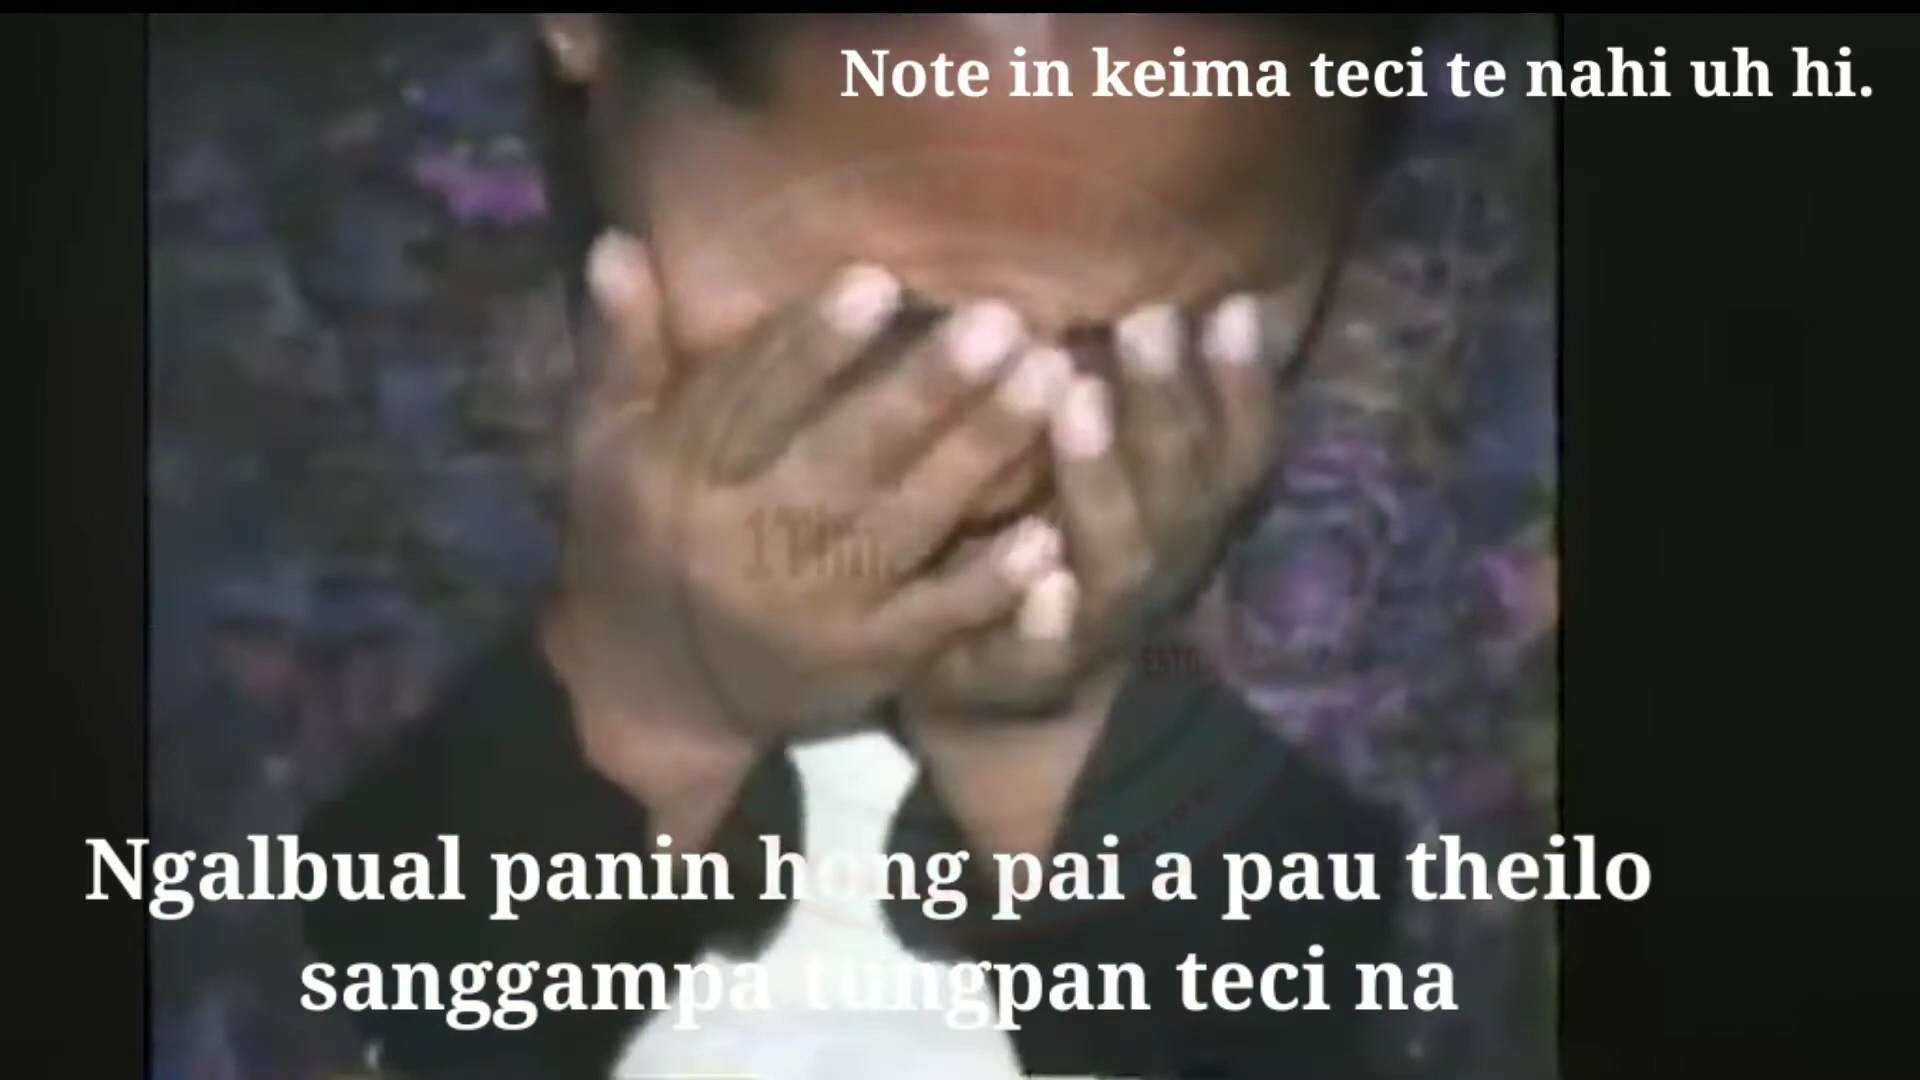 Note in keima teci te nahi uh hi.
Ngalbual panin hong pai a pau theilo
sanggampa tungpan teci na